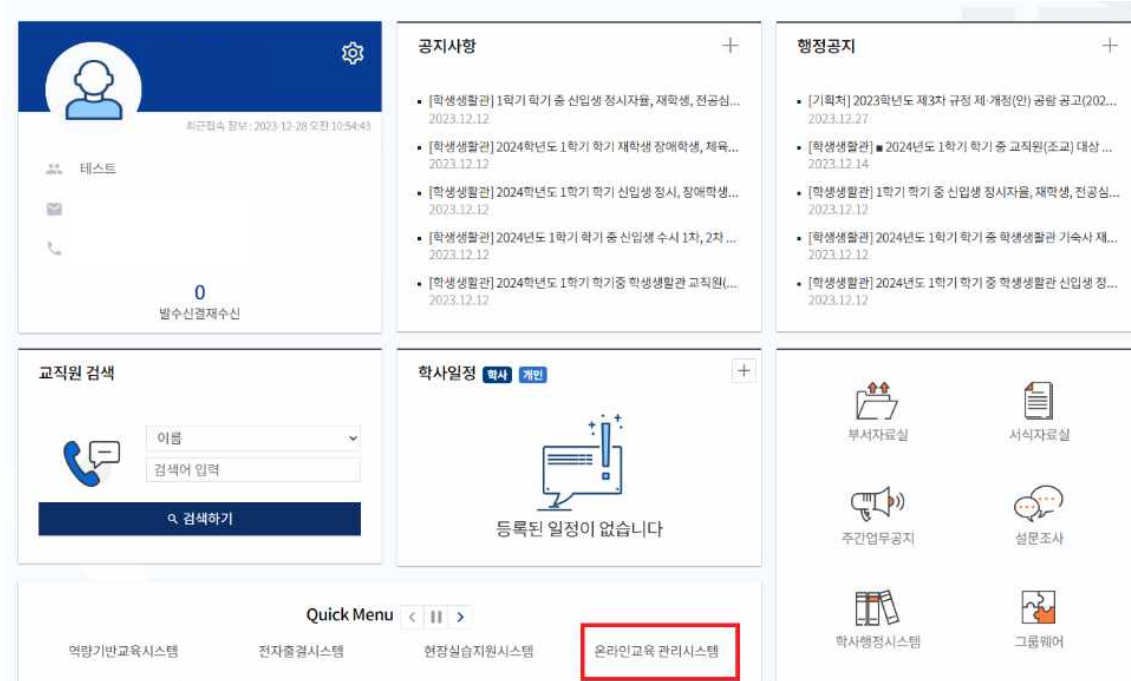 최근접속 정보 : 2023-12-28 오전 10:54:43
테스트
0
발수신결재수신
공지사항
[학생생활관] 1학기 학기 중 신입생 정시자율, 재학생, 전공심...
2023.12.12
[학생생활관] 2024학년도 1학기 학기 재학생 장애학생, 체육...
2023.12.12
[학생생활관] 2024학년도 1학기 학기 신입생 정시, 장애학생...
2023.12.12
[학생생활관] 2024년도 1학기 학기 중 신입생 수시 1차, 2차 ...
2023.12.12
[학생생활관] 2024학년도 1학기 학기중 학생생활관 교직원(...
2023.12.12
행정공지
[기획처] 2023학년도 제3차 규정 제·개정(안) 공람 공고(202...
2023.12.27
[학생생활관] ■ 2024년도 1학기 학기 중 교직원(조교) 대상 ...
2023.12.14
[학생생활관] 1학기 학기 중 신입생 정시자율, 재학생, 전공심...
2023.12.12
[학생생활관] 2024년도 1학기 학기 중 학생생활관 기숙사 재...
2023.12.12
[학생생활관] 2024년도 1학기 학기 중 학생생활관 신입생 정...
2023.12.12
교직원 검색
이름
검색어 입력
검색하기
학사일정 학사 개인
등록된 일정이 없습니다
부서자료실 서식자료실
주간업무공지 설문조사
학사행정시스템 그룹웨어
Quick Menu
역량기반교육시스템 전자출결시스템 현장실습지원시스템 온라인교육 관리시스템